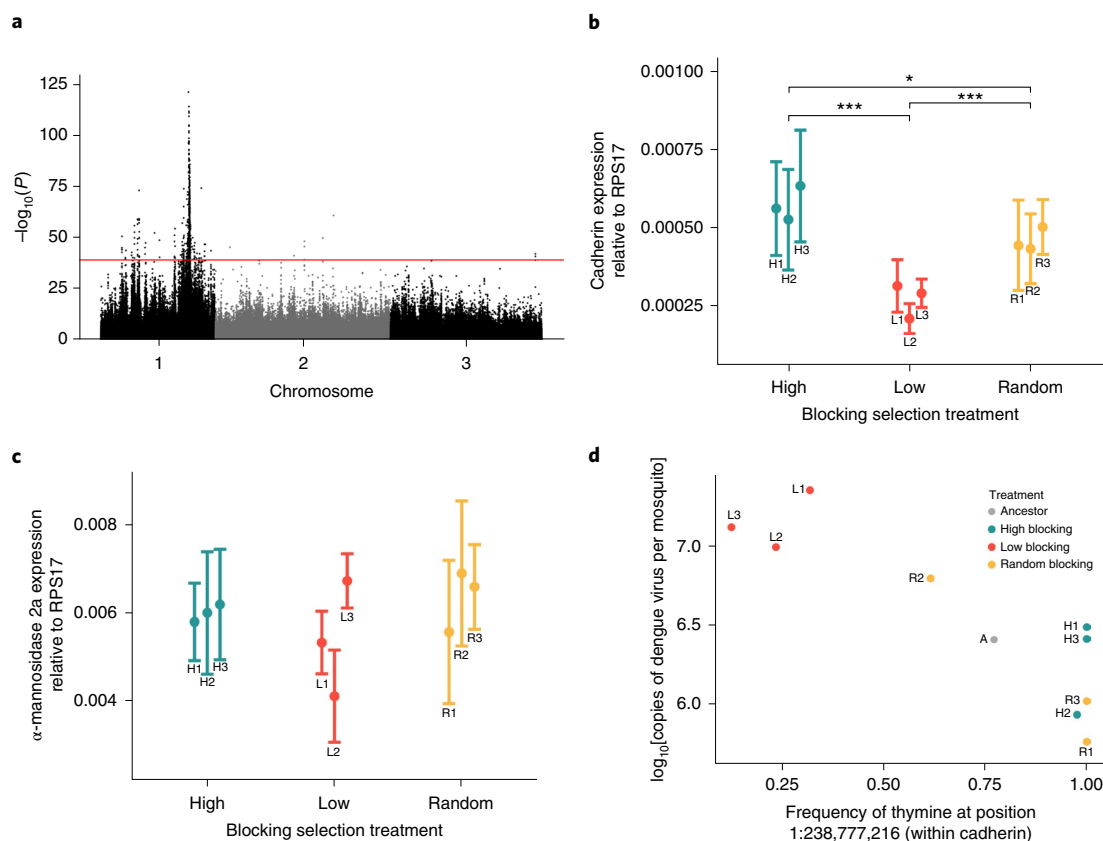 a
125
100
75
50
25
0
–log10(P)
1
2
3
Chromosome
b
0.00100
0.00075
0.00050
0.00025
Cadherin expression
relative to RPS17
*
***
***
H1
H2
H3
L1
L2
L3
R1
R2
R3
High
Low
Random
Blocking selection treatment
c
0.008
0.006
0.004
α-mannosidase 2a expression
relative to RPS17
H1
H2
H3
L1
L2
L3
R1
R2
R3
High
Low
Random
Blocking selection treatment
d
log10[copies of dengue virus per mosquito]
7.0
6.5
6.0
L1
L3
L2
R2
A
H1
H3
R3
H2
R1
Treatment
Ancestor
High blocking
Low blocking
Random blocking
0.25
0.50
0.75
1.00
Frequency of thymine at position
1:238,777,216 (within cadherin)